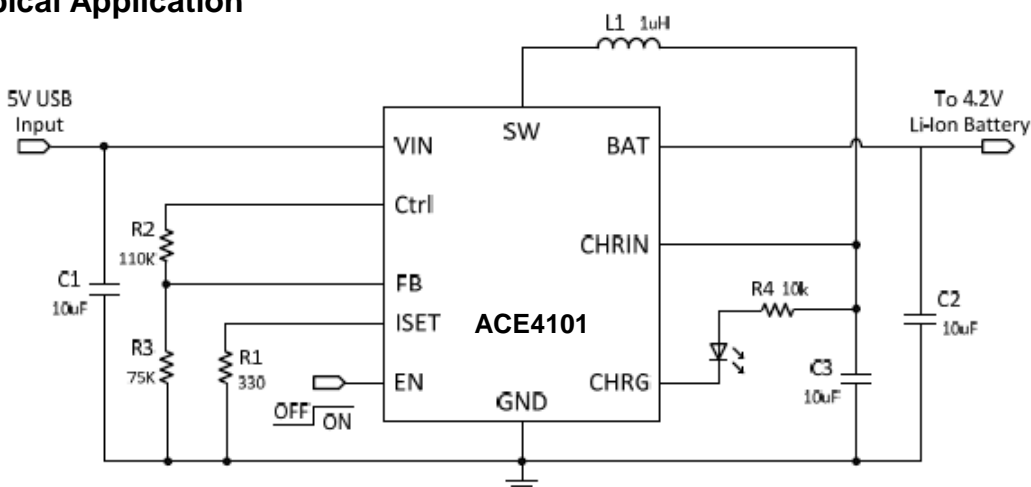 pical Application
L1 1uH
5V USB
Input
To 4.2V
Li-Ion Battery
VIN
SW
BAT
Ctrl
R2
110K
CHRIN
C1
10uF
FB
R4 10k
C2
10uF
ISET
ACE4101
R3
75K
R1
330
C3
10uF
EN
CHRG
OFF
ON
GND